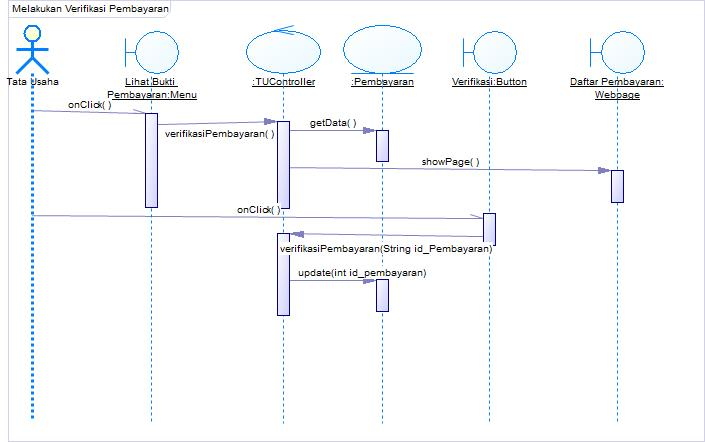 Melakukan Verifikasi Pembayaran
Tata Usaha
Lihat Bukti
Pembayaran:Menu
:TUController
:Pembayaran
Verifikasi:Button
Daftar Pembayaran:
Webpage
onClick( )
verifikasiPembayaran( )
getData( )
showPage( )
onClick( )
verifikasiPembayaran(String id_Pembayaran)
update(int id_pembayaran)